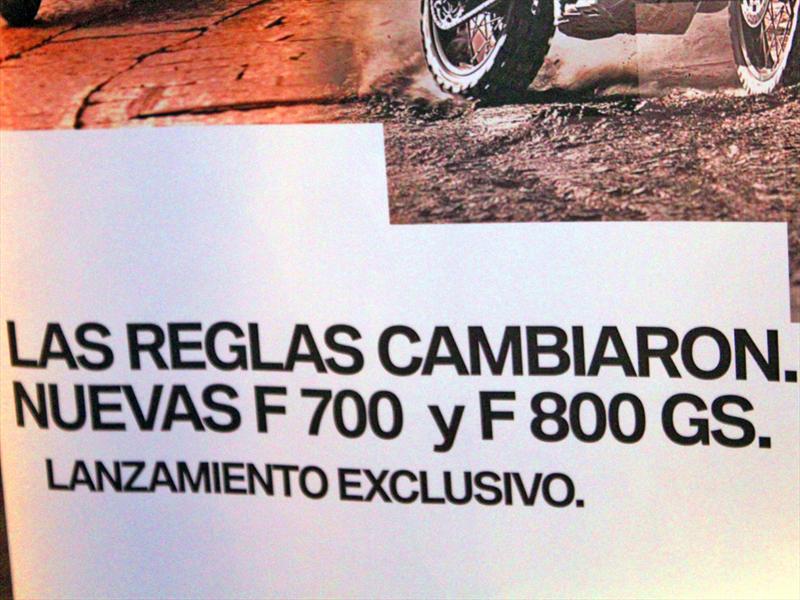 LAS REGLAS CAMBIARON.
NUEVAS F 700 y F 800 GS.
LANZAMIENTO EXCLUSIVO.